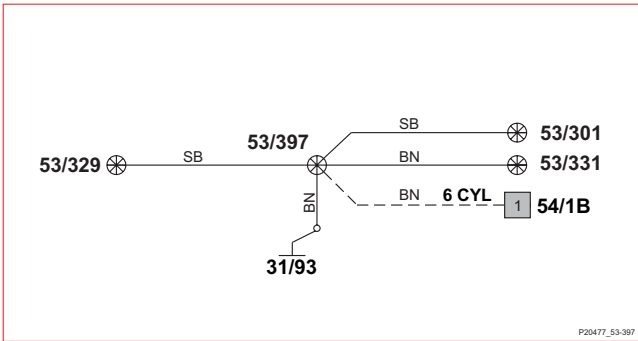 SB
53/301
53/397
53/329
SB
BN
53/331
BN
BN
6 CYL
1
54/1B
31/93
P20477_53-397